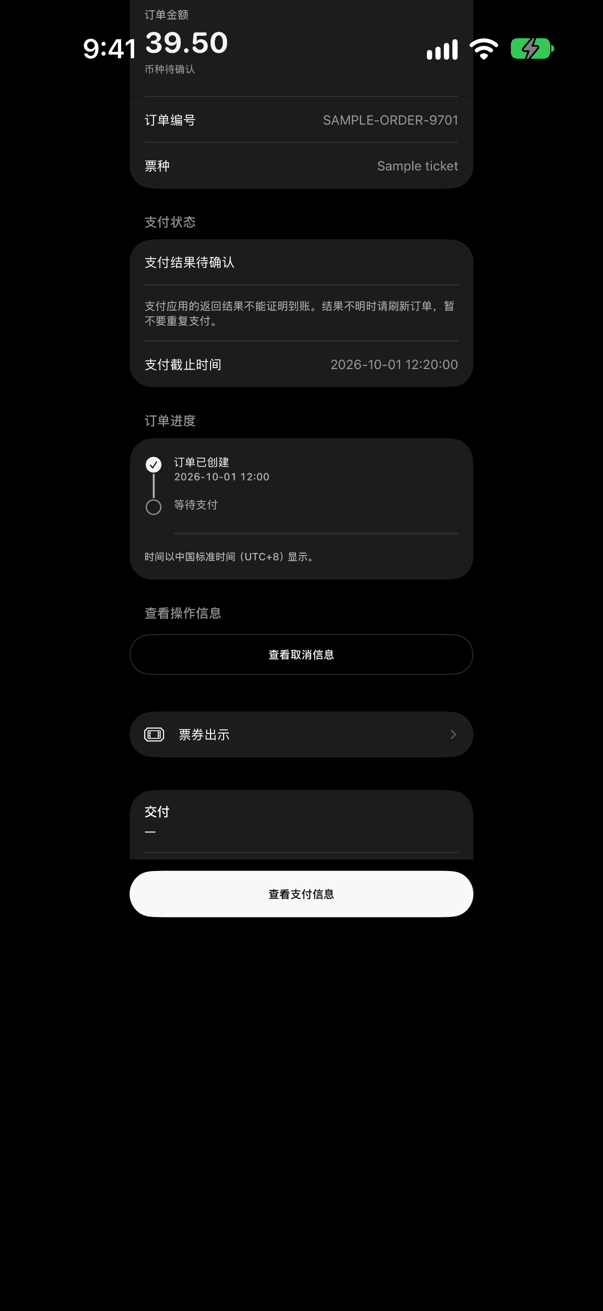 订单金额
9:41
39.50
币种待确认
订单编号
SAMPLE-ORDER-9701
票种
Sample ticket
支付状态
支付结果待确认
支付应用的返回结果不能证明到账。结果不明时请刷新订单，暂
不要重复支付。
支付截止时间
2026-10-01 12:20:00
订单进度
订单已创建
2026-10-01 12:00
等待支付
时间以中国标准时间（UTC+8）显示。
查看操作信息
查看取消信息
票券出示
交付
—
查看支付信息